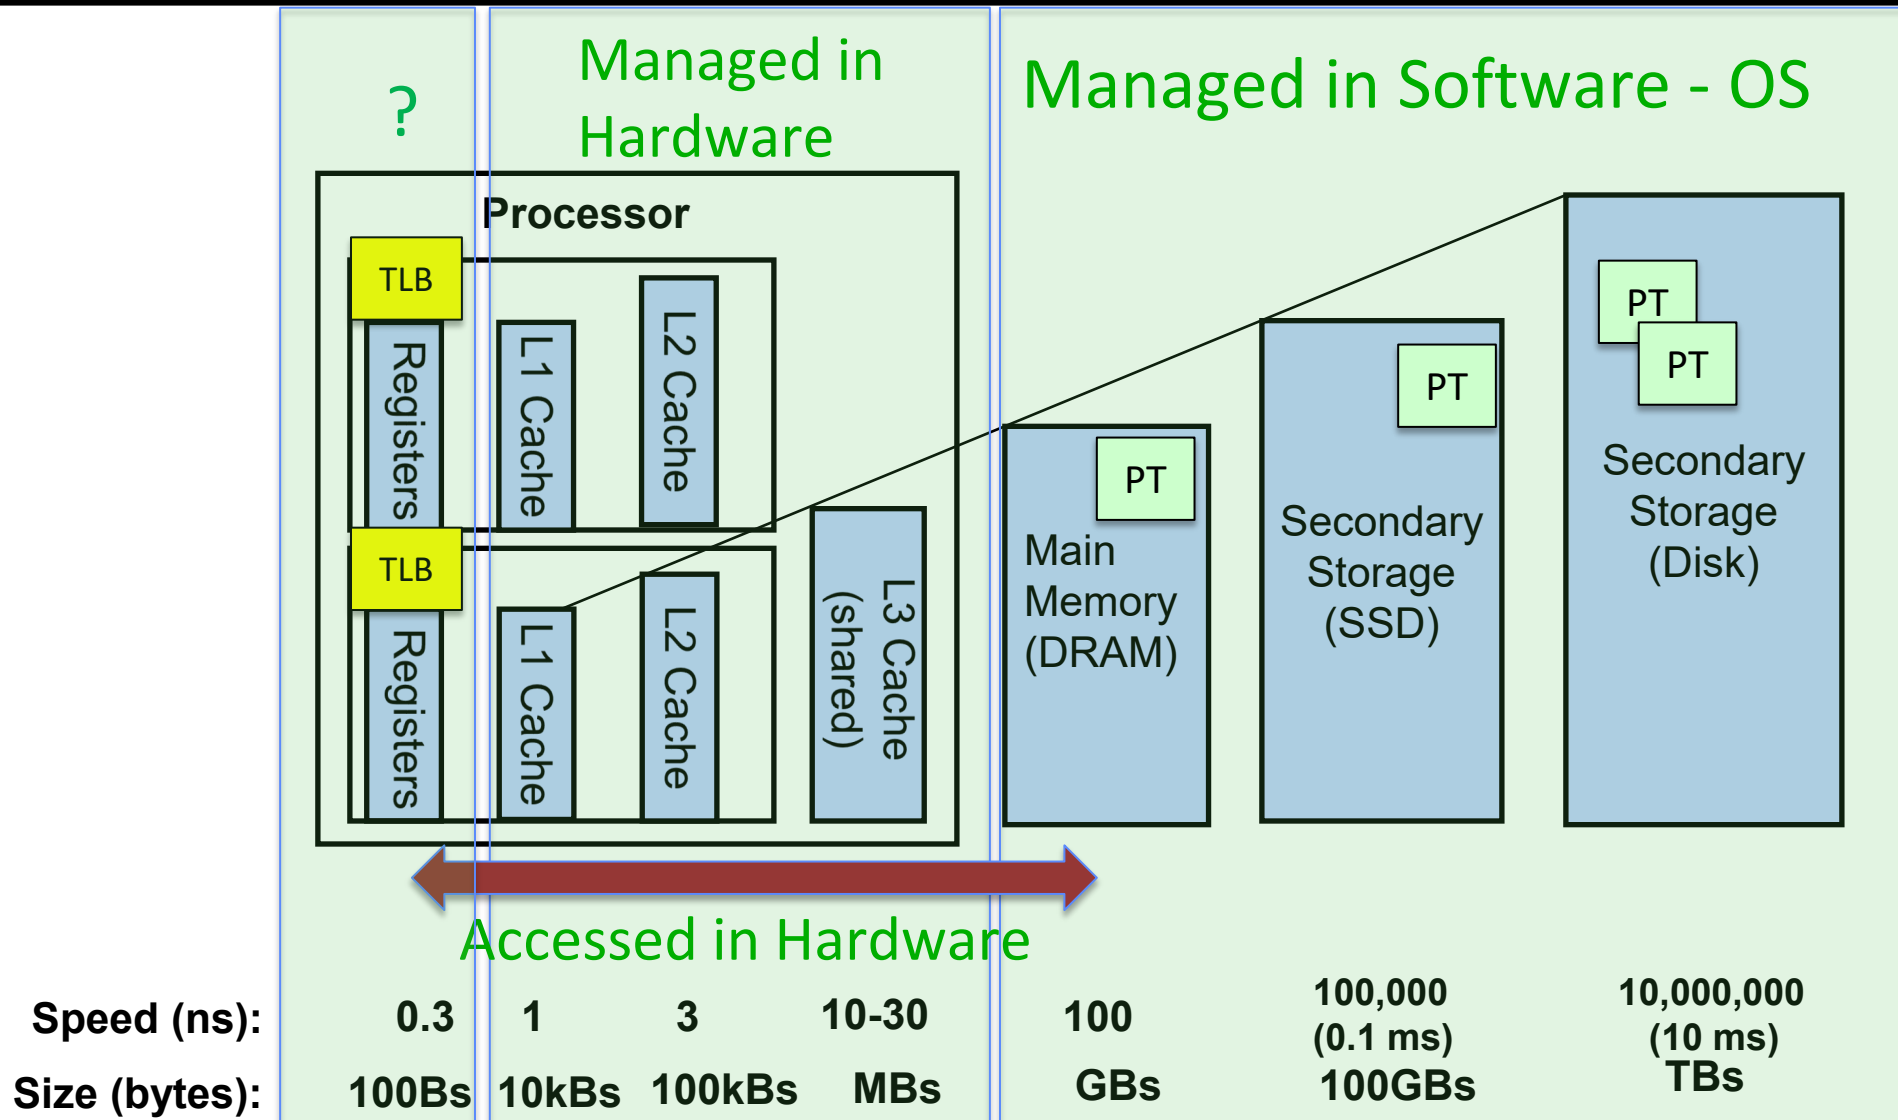 ?
Managed in
Hardware
Managed in Software - OS
Processor
TLB
Registers
L1 Cache
L2 Cache
TLB
Registers
L1 Cache
L2 Cache
L3 Cache
(shared)
PT
Main
Memory
(DRAM)
PT
Secondary
Storage
(SSD)
PT
PT
Secondary
Storage
(Disk)
Accessed in Hardware
Speed (ns): 0.3 1 3 10-30 100 100,000 (0.1 ms) 10,000,000 (10 ms)
Size (bytes): 100Bs 10kBs 100kBs MBs GBs 100GBs TBs